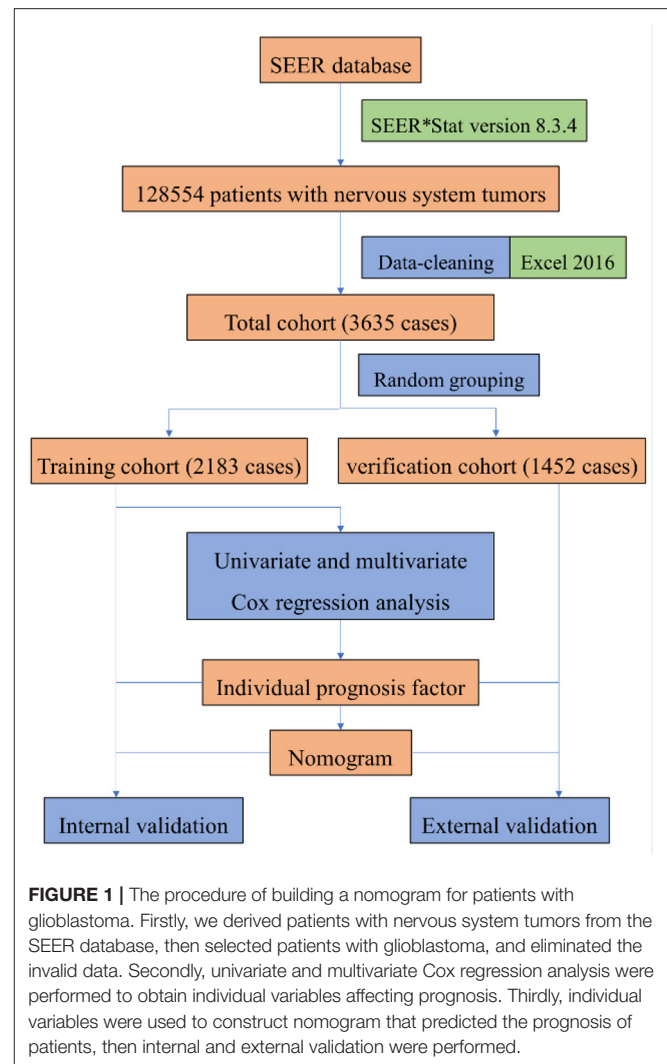 SEER database
SEER*Stat version 8.3.4
128554 patients with nervous system tumors
Data-cleaning Excel 2016
Total cohort (3635 cases)
Random grouping
Training cohort (2183 cases) verification cohort (1452 cases)
Univariate and multivariate
Cox regression analysis
Individual prognosis factor
Nomogram
Internal validation External validation
FIGURE 1 | The procedure of building a nomogram for patients with
glioblastoma. Firstly, we derived patients with nervous system tumors from the
SEER database, then selected patients with glioblastoma, and eliminated the
invalid data. Secondly, univariate and multivariate Cox regression analysis were
performed to obtain individual variables affecting prognosis. Thirdly, individual
variables were used to construct nomogram that predicted the prognosis of
patients, then internal and external validation were performed.